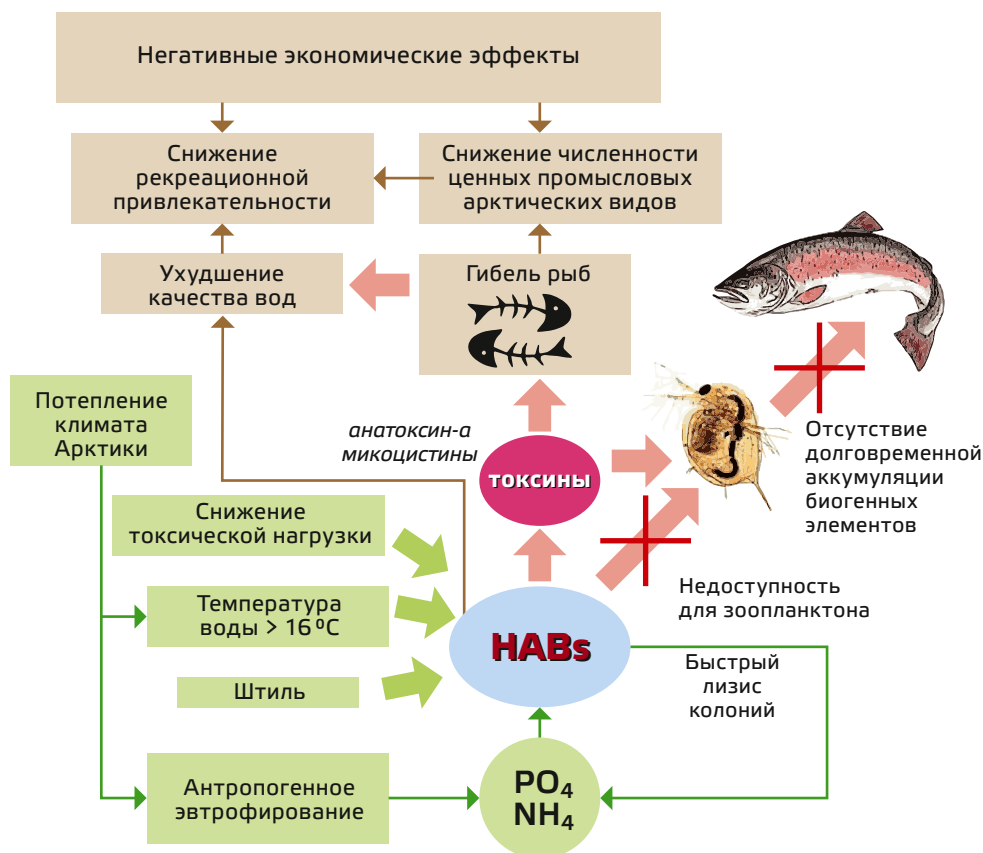 Негативные экономические эффекты
Снижение
рекреационной
привлекательности
Снижение численности
ценных промысловых
арктических видов
Ухудшение
качества вод
Гибель рыб
Потепление
климата
Арктики
анатоксин-а
микоцистины
токсины
Отсутствие
долговременной
аккумуляции
биогенных
элементов
Снижение
токсической нагрузки
Недоступность
для зоопланктона
Температура
воды > 16 ºС
HABs
Быстрый
лизис
колоний
Штиль
Антропогенное
эвтрофирование
PO₄
NH₄